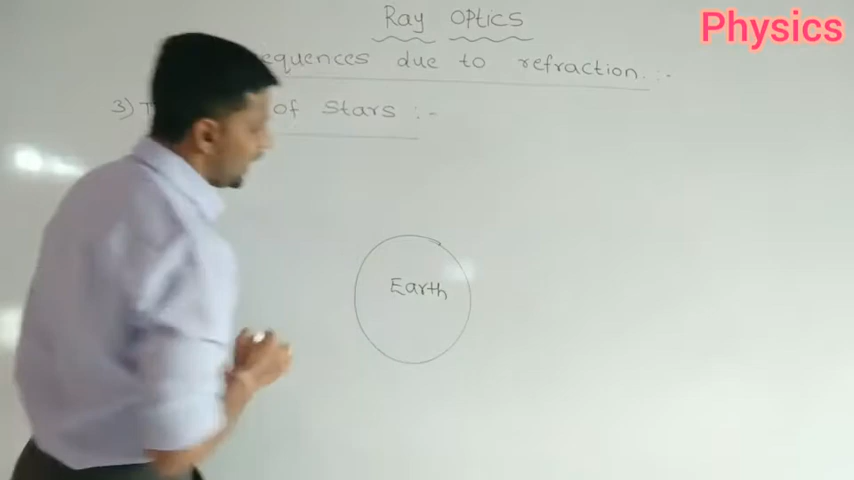 Physics
Ray Optics
equences due to refraction :-
3) T of Stars :-
Earth